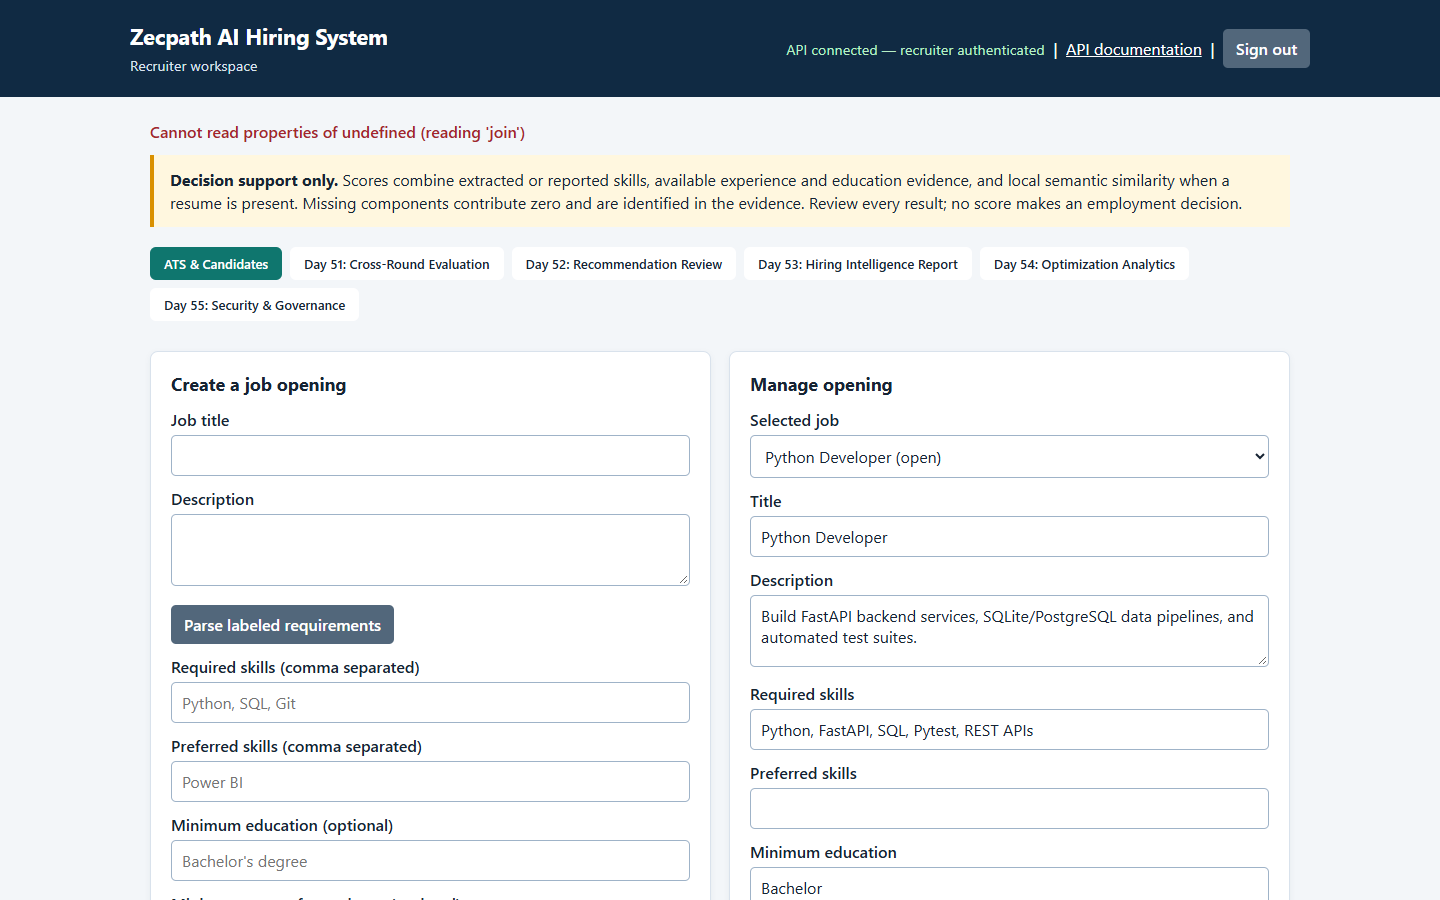 Zecpath AI Hiring System
Recruiter workspace
API connected — recruiter authenticated | API documentation | Sign out
Cannot read properties of undefined (reading 'join')
Decision support only. Scores combine extracted or reported skills, available experience and education evidence, and local semantic similarity when a
resume is present. Missing components contribute zero and are identified in the evidence. Review every result; no score makes an employment decision.
ATS & Candidates
Day 51: Cross-Round Evaluation
Day 52: Recommendation Review
Day 53: Hiring Intelligence Report
Day 54: Optimization Analytics
Day 55: Security & Governance
Create a job opening
Job title
Description
Parse labeled requirements
Required skills (comma separated)
Python, SQL, Git
Preferred skills (comma separated)
Power BI
Minimum education (optional)
Bachelor's degree
Manage opening
Selected job
Python Developer (open)
Title
Python Developer
Description
Build FastAPI backend services, SQLite/PostgreSQL data pipelines, and
automated test suites.
Required skills
Python, FastAPI, SQL, Pytest, REST APIs
Preferred skills
Minimum education
Bachelor